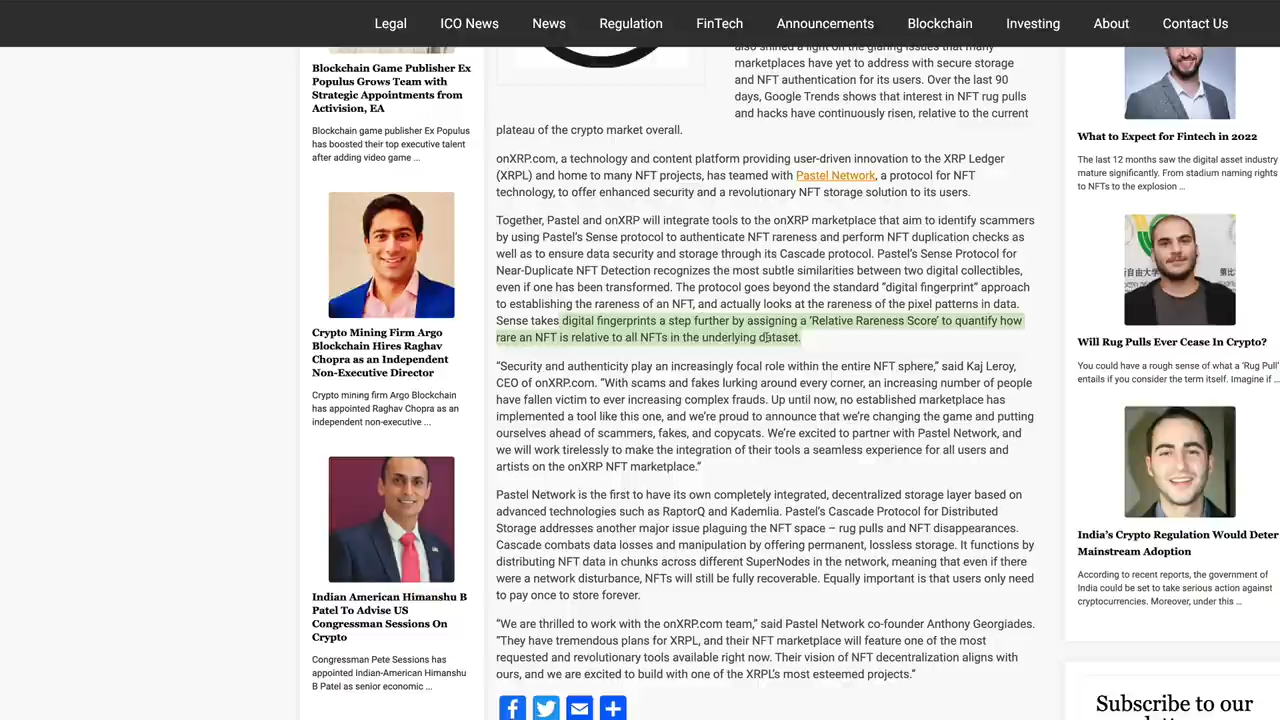 Legal ICO News News Regulation FinTech Announcements Blockchain Investing About Contact Us
Blockchain Game Publisher Ex
Populus Grows Team with
Strategic Appointments from
Activision, EA
Blockchain game publisher Ex Populus
has boosted their top executive talent
after adding video game ...
Crypto Mining Firm Argo
Blockchain Hires Raghav
Chopra as an Independent
Non-Executive Director
Crypto mining firm Argo Blockchain
has appointed Raghav Chopra as an
independent non-executive ...
Indian American Himanshu B
Patel To Advise US
Congressman Sessions On
Crypto
Congressman Pete Sessions has
appointed Indian-American Himanshu
B Patel as senior economic ...
also shined a light on the glaring issues that many
marketplaces have yet to address with secure storage
and NFT authentication for its users. Over the last 90
days, Google Trends shows that interest in NFT rug pulls
and hacks have continuously risen, relative to the current
plateau of the crypto market overall.
onXRP.com, a technology and content platform providing user-driven innovation to the XRP Ledger
(XRPL) and home to many NFT projects, has teamed with Pastel Network, a protocol for NFT
technology, to offer enhanced security and a revolutionary NFT storage solution to its users.
Together, Pastel and onXRP will integrate tools to the onXRP marketplace that aim to identify scammers
by using Pastel's Sense protocol to authenticate NFT rareness and perform NFT duplication checks as
well as to ensure data security and storage through its Cascade protocol. Pastel's Sense Protocol for
Near-Duplicate NFT Detection recognizes the most subtle similarities between two digital collectibles,
even if one has been transformed. The protocol goes beyond the standard “digital fingerprint” approach
to establishing the rareness of an NFT, and actually looks at the rareness of the pixel patterns in data.
Sense takes digital fingerprints a step further by assigning a ‘Relative Rareness Score’ to quantify how
rare an NFT is relative to all NFTs in the underlying dataset.
“Security and authenticity play an increasingly focal role within the entire NFT sphere,” said Kaj Leroy,
CEO of onXRP.com. “With scams and fakes lurking around every corner, an increasing number of people
have fallen victim to ever increasing complex frauds. Up until now, no established marketplace has
implemented a tool like this one, and we're proud to announce that we're changing the game and putting
ourselves ahead of scammers, fakes, and copycats. We're excited to partner with Pastel Network, and
we will work tirelessly to make the integration of their tools a seamless experience for all users and
artists on the onXRP NFT marketplace.”
Pastel Network is the first to have its own completely integrated, decentralized storage layer based on
advanced technologies such as RaptorQ and Kademlia. Pastel's Cascade Protocol for Distributed
Storage addresses another major issue plaguing the NFT space – rug pulls and NFT disappearances.
Cascade combats data losses and manipulation by offering permanent, lossless storage. It functions by
distributing NFT data in chunks across different SuperNodes in the network, meaning that even if there
were a network disturbance, NFTs will still be fully recoverable. Equally important is that users only need
to pay once to store forever.
“We are thrilled to work with the onXRP.com team,” said Pastel Network co-founder Anthony Georgiades.
“They have tremendous plans for XRPL, and their NFT marketplace will feature one of the most
requested and revolutionary tools available right now. Their vision of NFT decentralization aligns with
ours, and we are excited to build with one of the XRPL's most esteemed projects.”
What to Expect for Fintech in 2022
The last 12 months saw the digital asset industry
mature significantly. From stadium naming rights
to NFTs to the explosion ...
Will Rug Pulls Ever Cease In Crypto?
You could have a rough sense of what a ‘Rug Pull’
entails if you consider the term itself. Imagine if ...
India's Crypto Regulation Would Deter
Mainstream Adoption
According to recent reports, the government of
India could be set to take serious action against
cryptocurrencies. Moreover, under this ...
Subscribe to our